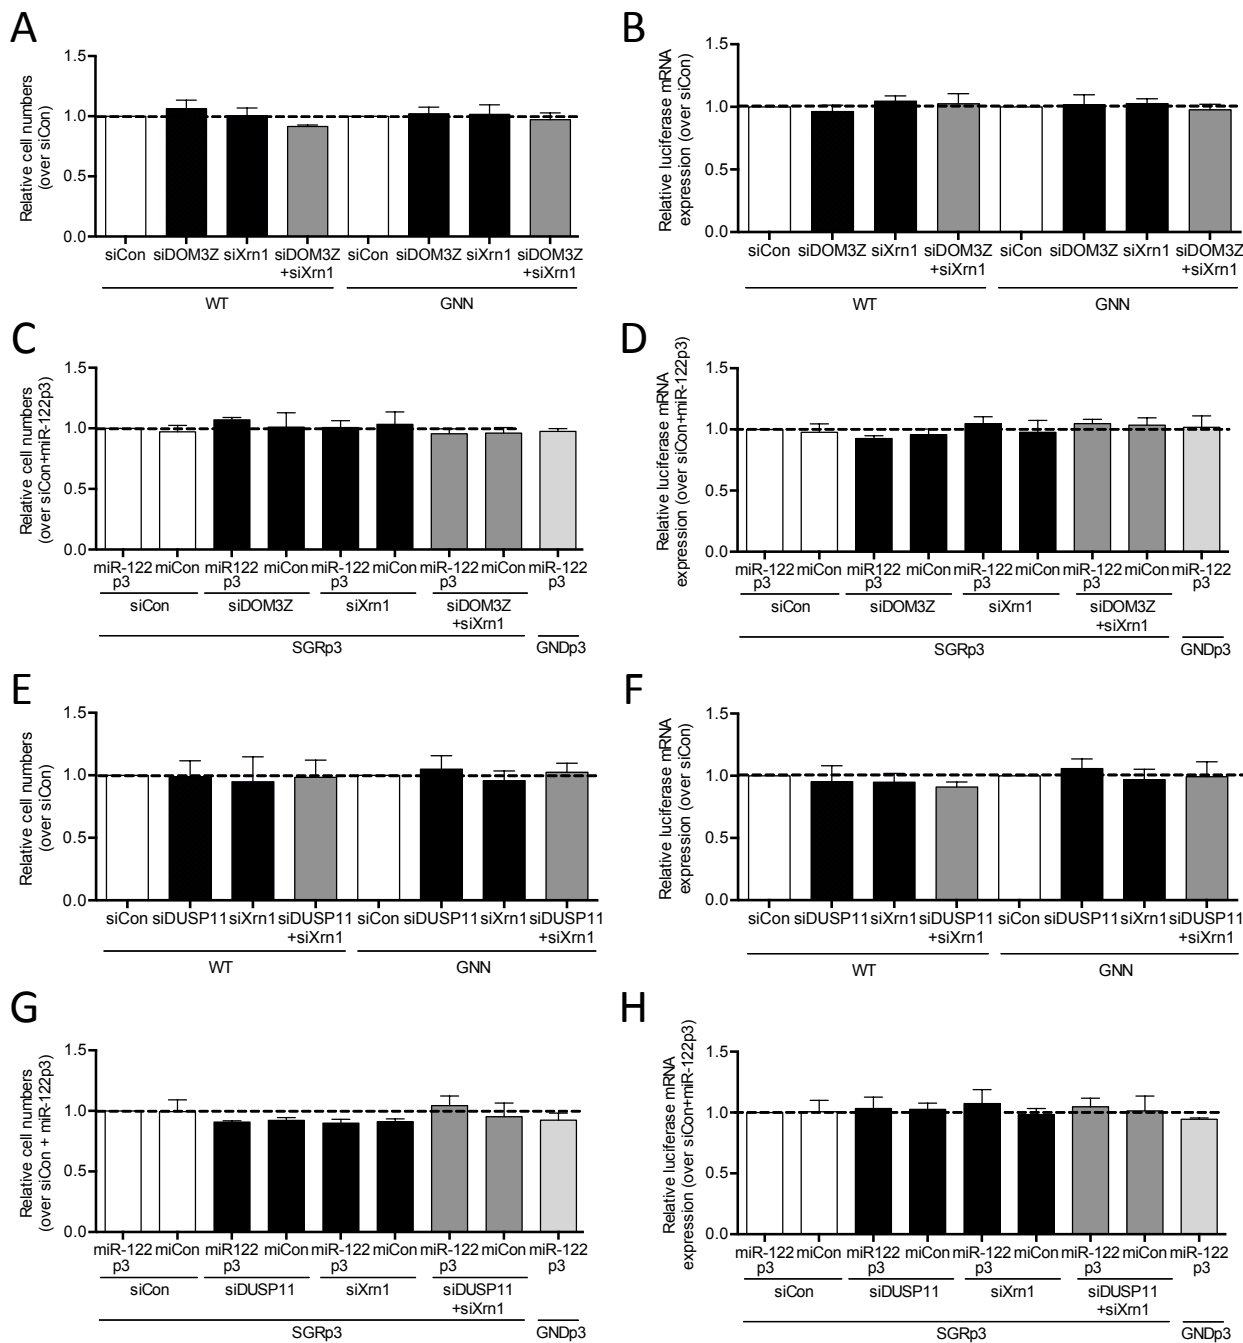 A
Relative cell numbers
(over siCon)
1.5
1.0
0.5
0.0
siCon siDOM3Z siXrn1 siDOM3Z siCon siDOM3Z siXrn1 siDOM3Z
+siXrn1 +siXrn1
WT GNN
B
Relative luciferase mRNA
expression (over siCon)
1.5
1.0
0.5
0.0
siCon siDOM3Z siXrn1 siDOM3Z siCon siDOM3Z siXrn1 siDOM3Z
+siXrn1 +siXrn1
WT GNN
C
Relative cell numbers
(over siCon+miR-122p3)
1.5
1.0
0.5
0.0
miR-122 miCon miR122 miCon miR-122 miCon miR-122 miCon miR-122
p3 p3 p3 p3 p3
siCon siDOM3Z siXrn1 siDOM3Z
+siXrn1
SGRp3 GNDp3
D
Relative luciferase mRNA
expression (over siCon+miR-122p3)
1.5
1.0
0.5
0.0
miR-122 miCon miR122 miCon miR-122 miCon miR-122 miCon miR-122
p3 p3 p3 p3 p3
siCon siDOM3Z siXrn1 siDOM3Z
+siXrn1
SGRp3 GNDp3
E
Relative cell numbers
(over siCon)
1.5
1.0
0.5
0.0
siCon siDUSP11 siXrn1 siDUSP11 siCon siDUSP11 siXrn1 siDUSP11
+siXrn1 +siXrn1
WT GNN
F
Relative luciferase mRNA
expression (over siCon)
1.5
1.0
0.5
0.0
siCon siDUSP11 siXrn1 siDUSP11 siCon siDUSP11 siXrn1 siDUSP11
+siXrn1 +siXrn1
WT GNN
G
Relative cell numbers
(over siCon + miR-122p3)
1.5
1.0
0.5
0.0
miR-122 miCon miR122 miCon miR-122 miCon miR-122 miCon miR-122
p3 p3 p3 p3 p3
siCon siDUSP11 siXrn1 siDUSP11
+siXrn1
SGRp3 GNDp3
H
Relative luciferase mRNA
expression (over siCon+miR-122p3)
1.5
1.0
0.5
0.0
miR-122 miCon miR122 miCon miR-122 miCon miR-122 miCon miR-122
p3 p3 p3 p3 p3
siCon siDUSP11 siXrn1 siDUSP11
+siXrn1
SGRp3 GNDp3